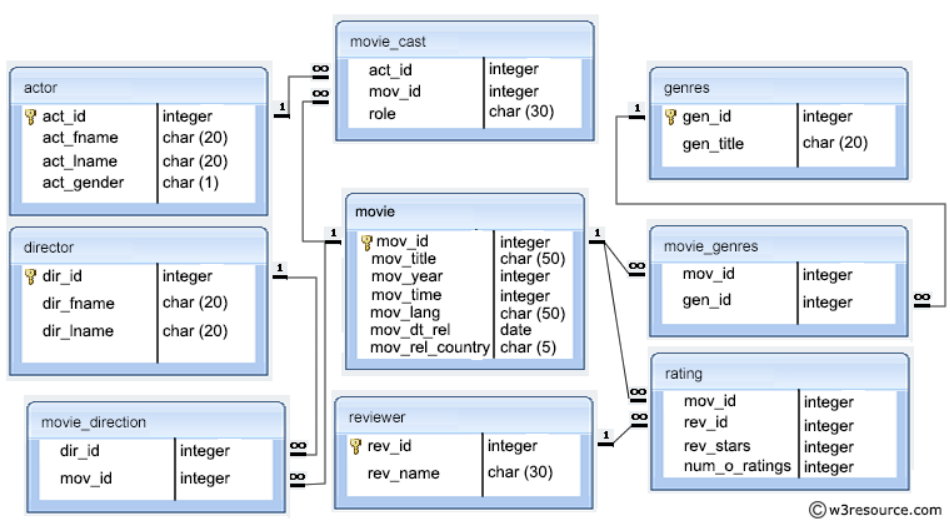 movie_cast
act_id integer
mov_id integer
role char (30)
actor
act_id integer
act_fname char (20)
act_lname char (20)
act_gender char (1)
genres
gen_id integer
gen_title char (20)
director
dir_id integer
dir_fname char (20)
dir_lname char (20)
movie
mov_id integer
mov_title char (50)
mov_year integer
mov_time integer
mov_lang char (50)
mov_dt_rel date
mov_rel_country char (5)
movie_genres
mov_id integer
gen_id integer
movie_direction
dir_id integer
mov_id integer
reviewer
rev_id integer
rev_name char (30)
rating
mov_id integer
rev_id integer
rev_stars integer
num_o_ratings integer
1 ∞
∞
1
1
1 ∞
1
∞
∞
∞
1 ∞
∞
∞
©w3resource.com